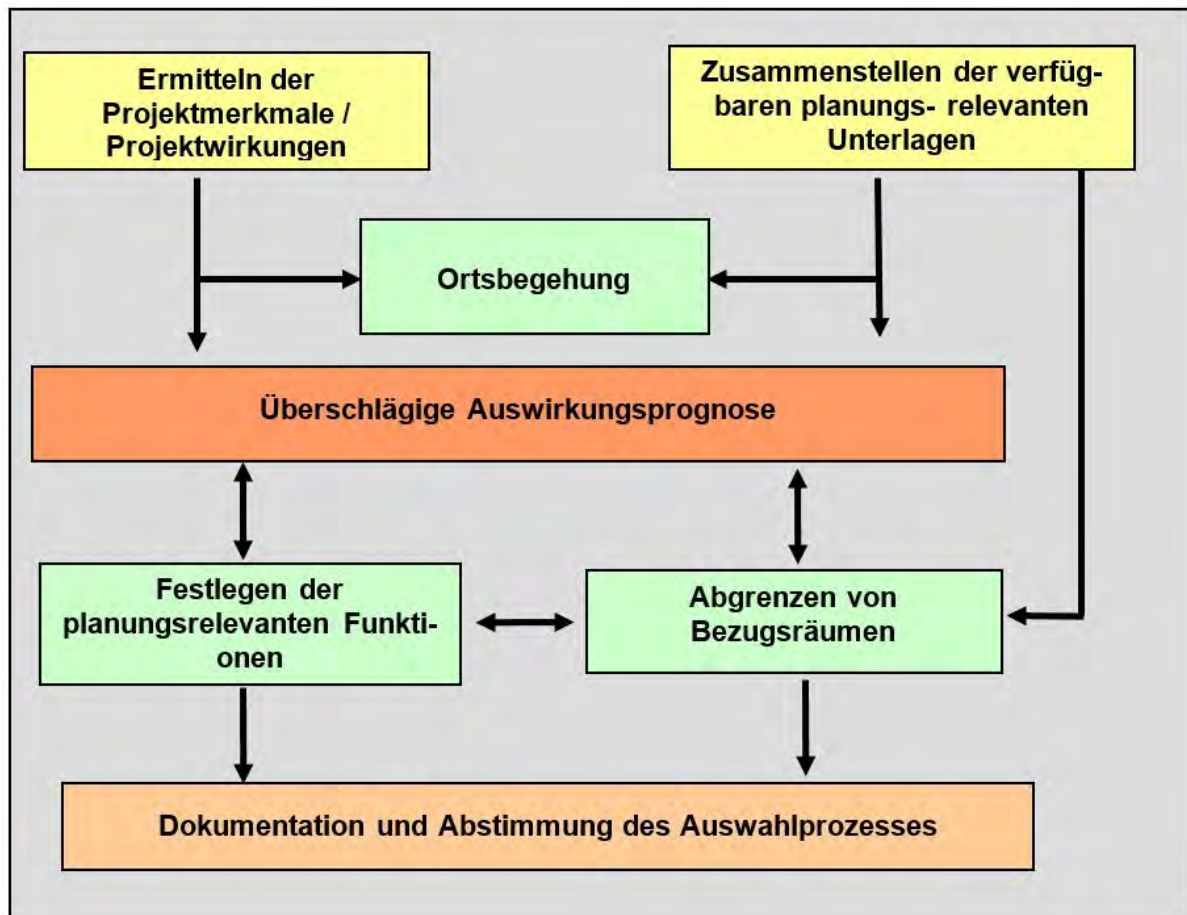 Ermitteln der
Projektmerkmale /
Projektwirkungen
Zusammenstellen der verfüg-
baren planungs- relevanten
Unterlagen
Ortsbegehung
Überschlägige Auswirkungsprognose
Festlegen der
planungsrelevanten Funkti-
onen
Abgrenzen von
Bezugsräumen
Dokumentation und Abstimmung des Auswahlprozesses